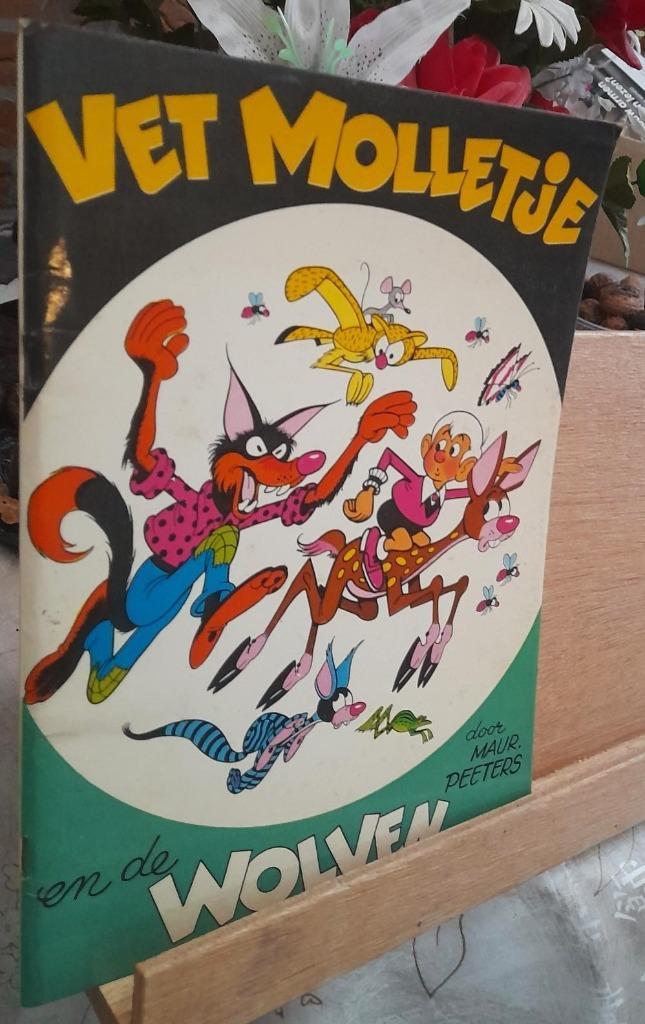 VET MOLLETJE
door
MAUR.
PEETERS
en de
WOLVEN